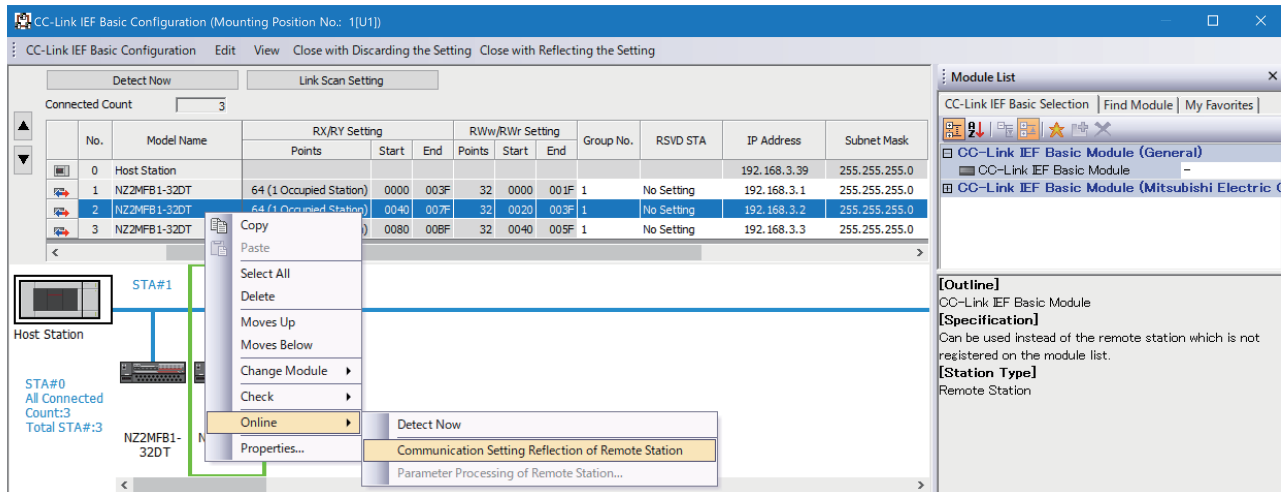 CC-Link IEF Basic Configuration (Mounting Position No.: 1[U1])
CC-Link IEF Basic Configuration Edit View Close with Discarding the Setting Close with Reflecting the Setting
Detect Now Link Scan Setting
Connected Count 3
No. Model Name RX/RY Setting RWw/RWr Setting Group No. RSVD STA IP Address Subnet Mask
Points Start End Points Start End
0 Host Station 192.168.3.39 255.255.255.0
1 NZ2MFB1-32DT 64 (1 Occupied Station) 0000 003F 32 0000 001F 1 No Setting 192.168.3.1 255.255.255.0
2 NZ2MFB1-32DT 64 (1 Occupied Station) 0040 007F 32 0020 003F 1 No Setting 192.168.3.2 255.255.255.0
3 NZ2MFB1-32DT ) 0080 00BF 32 0040 005F 1 No Setting 192.168.3.3 255.255.255.0
Copy
Paste
Select All
Delete
Moves Up
Moves Below
Change Module
Check
Online
Properties...
Detect Now
Communication Setting Reflection of Remote Station
Parameter Processing of Remote Station...
STA#1
Host Station
STA#0
All Connected
Count:3
Total STA#:3
NZ2MFB1-
32DT
N
Module List
CC-Link IEF Basic Selection Find Module My Favorites
CC-Link IEF Basic Module (General)
CC-Link IEF Basic Module –
CC-Link IEF Basic Module (Mitsubishi Electric
[Outline]
CC-Link IEF Basic Module
[Specification]
Can be used instead of the remote station which is not
registered on the module list.
[Station Type]
Remote Station